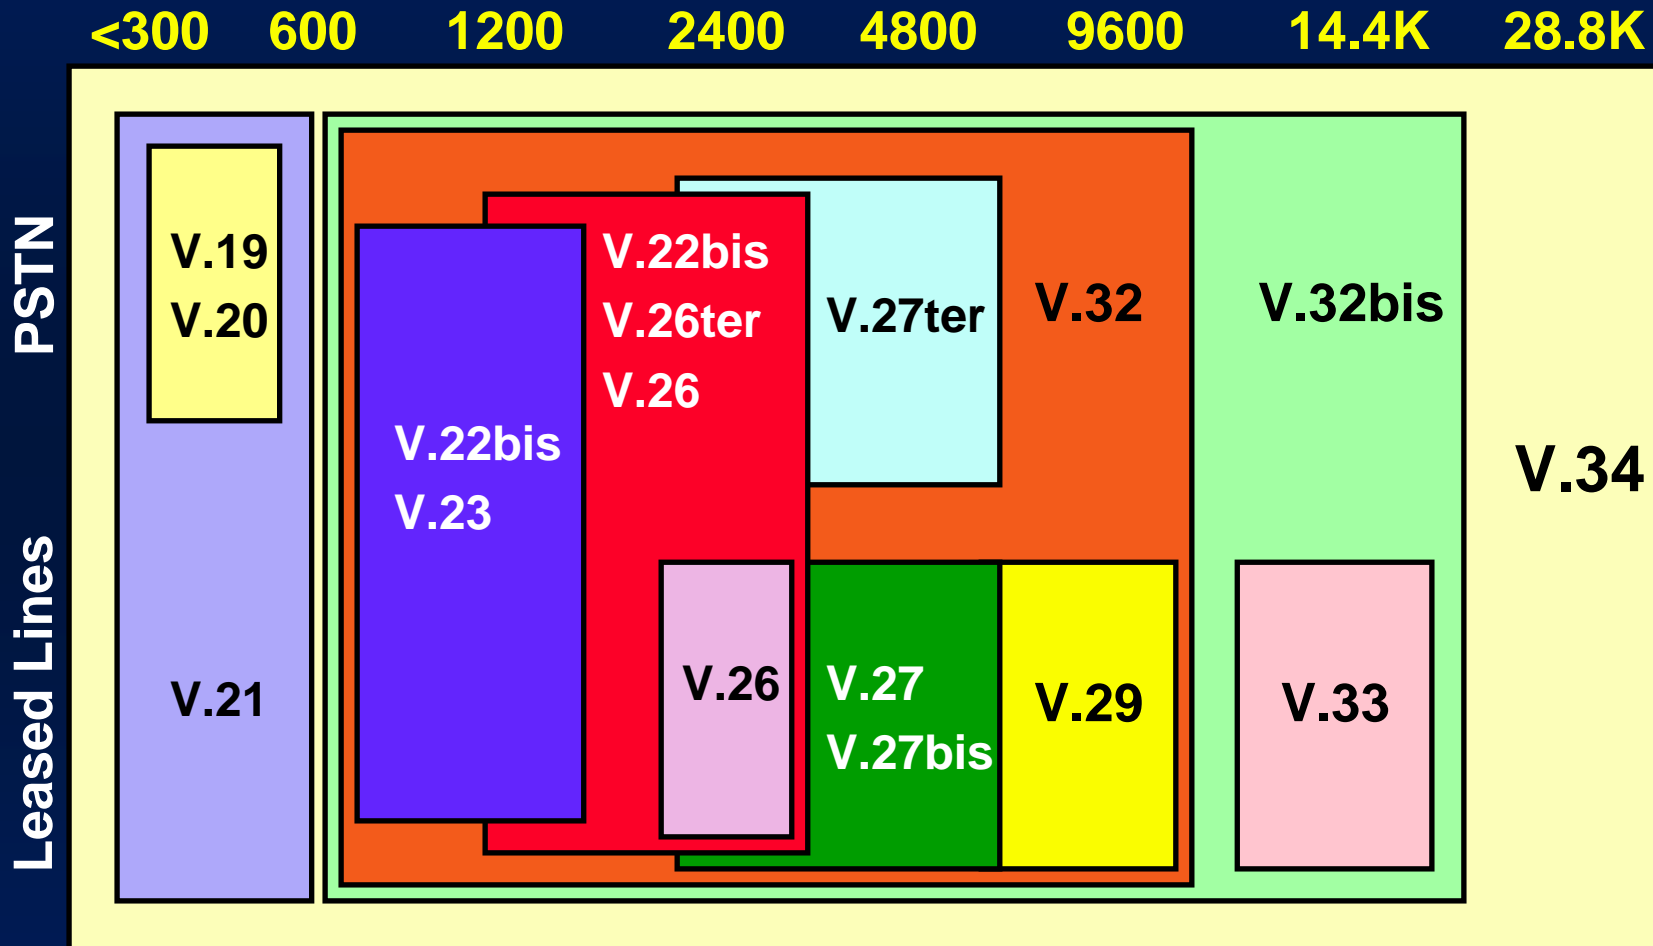 <300 600 1200 2400 4800 9600 14.4K 28.8K
PSTN
Leased Lines
V.19
V.20
V.21
V.22bis
V.23
V.22bis
V.26ter
V.26
V.26
V.27ter
V.27
V.27bis
V.32
V.29
V.32bis
V.33
V.34